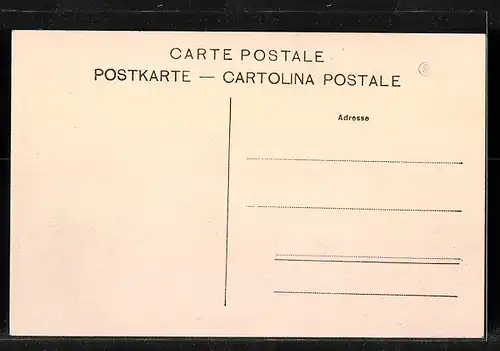 CARTE POSTALE
POSTKARTE — CARTOLINA POSTALE
Adresse